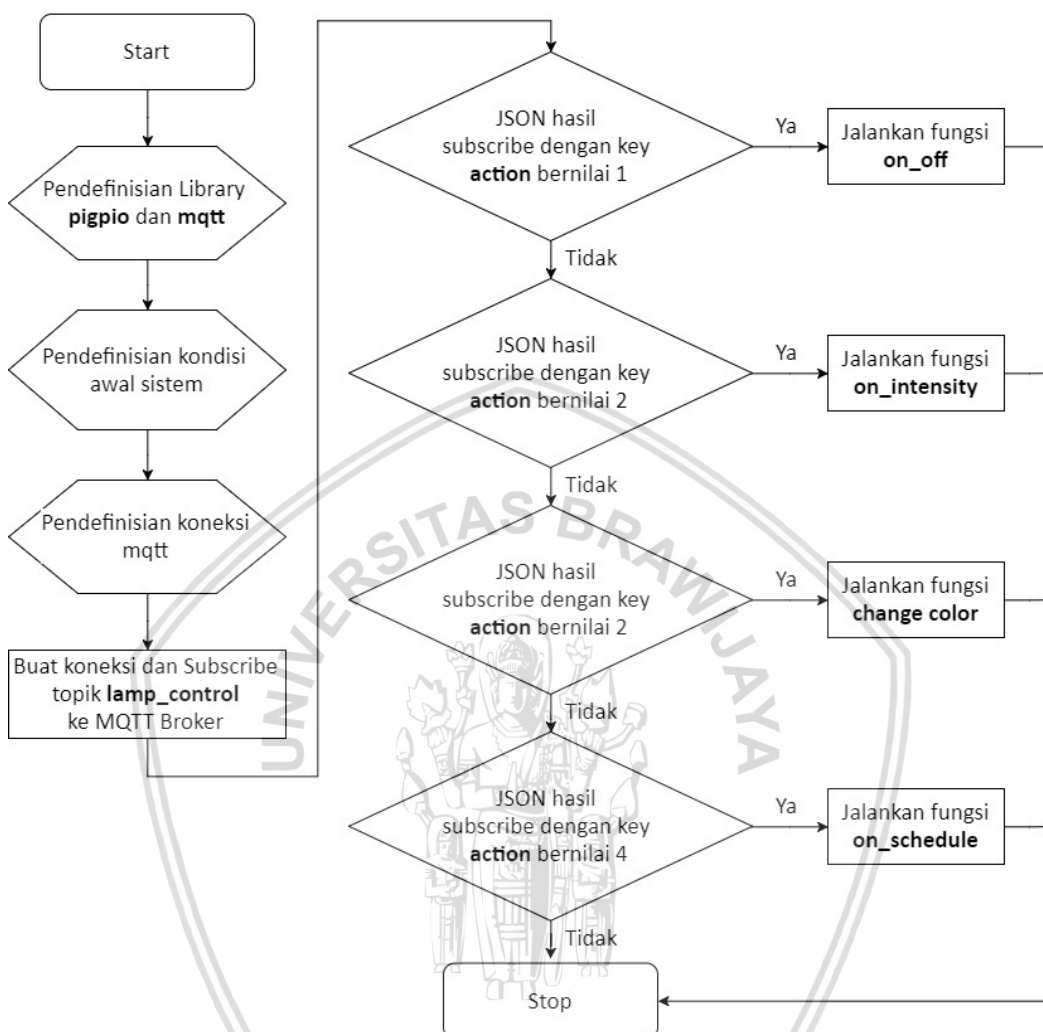 Start
Pendefinisian Library
pigpio dan mqtt
Pendefinisian kondisi
awal sistem
Pendefinisian koneksi
mqtt
Buat koneksi dan Subscribe
topik lamp_control
ke MQTT Broker
JSON hasil
subscribe dengan key
action bernilai 1
Ya
Jalankan fungsi
on_off
Tidak
JSON hasil
subscribe dengan key
action bernilai 2
Ya
Jalankan fungsi
on_intensity
Tidak
JSON hasil
subscribe dengan key
action bernilai 2
Ya
Jalankan fungsi
change color
Tidak
JSON hasil
subscribe dengan key
action bernilai 4
Ya
Jalankan fungsi
on_schedule
Tidak
Stop
UNIVERSITAS BRAWIJAYA